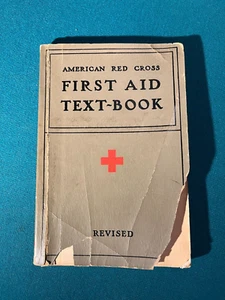 AMERICAN RED CROSS
FIRST AID
TEXT-BOOK
REVISED